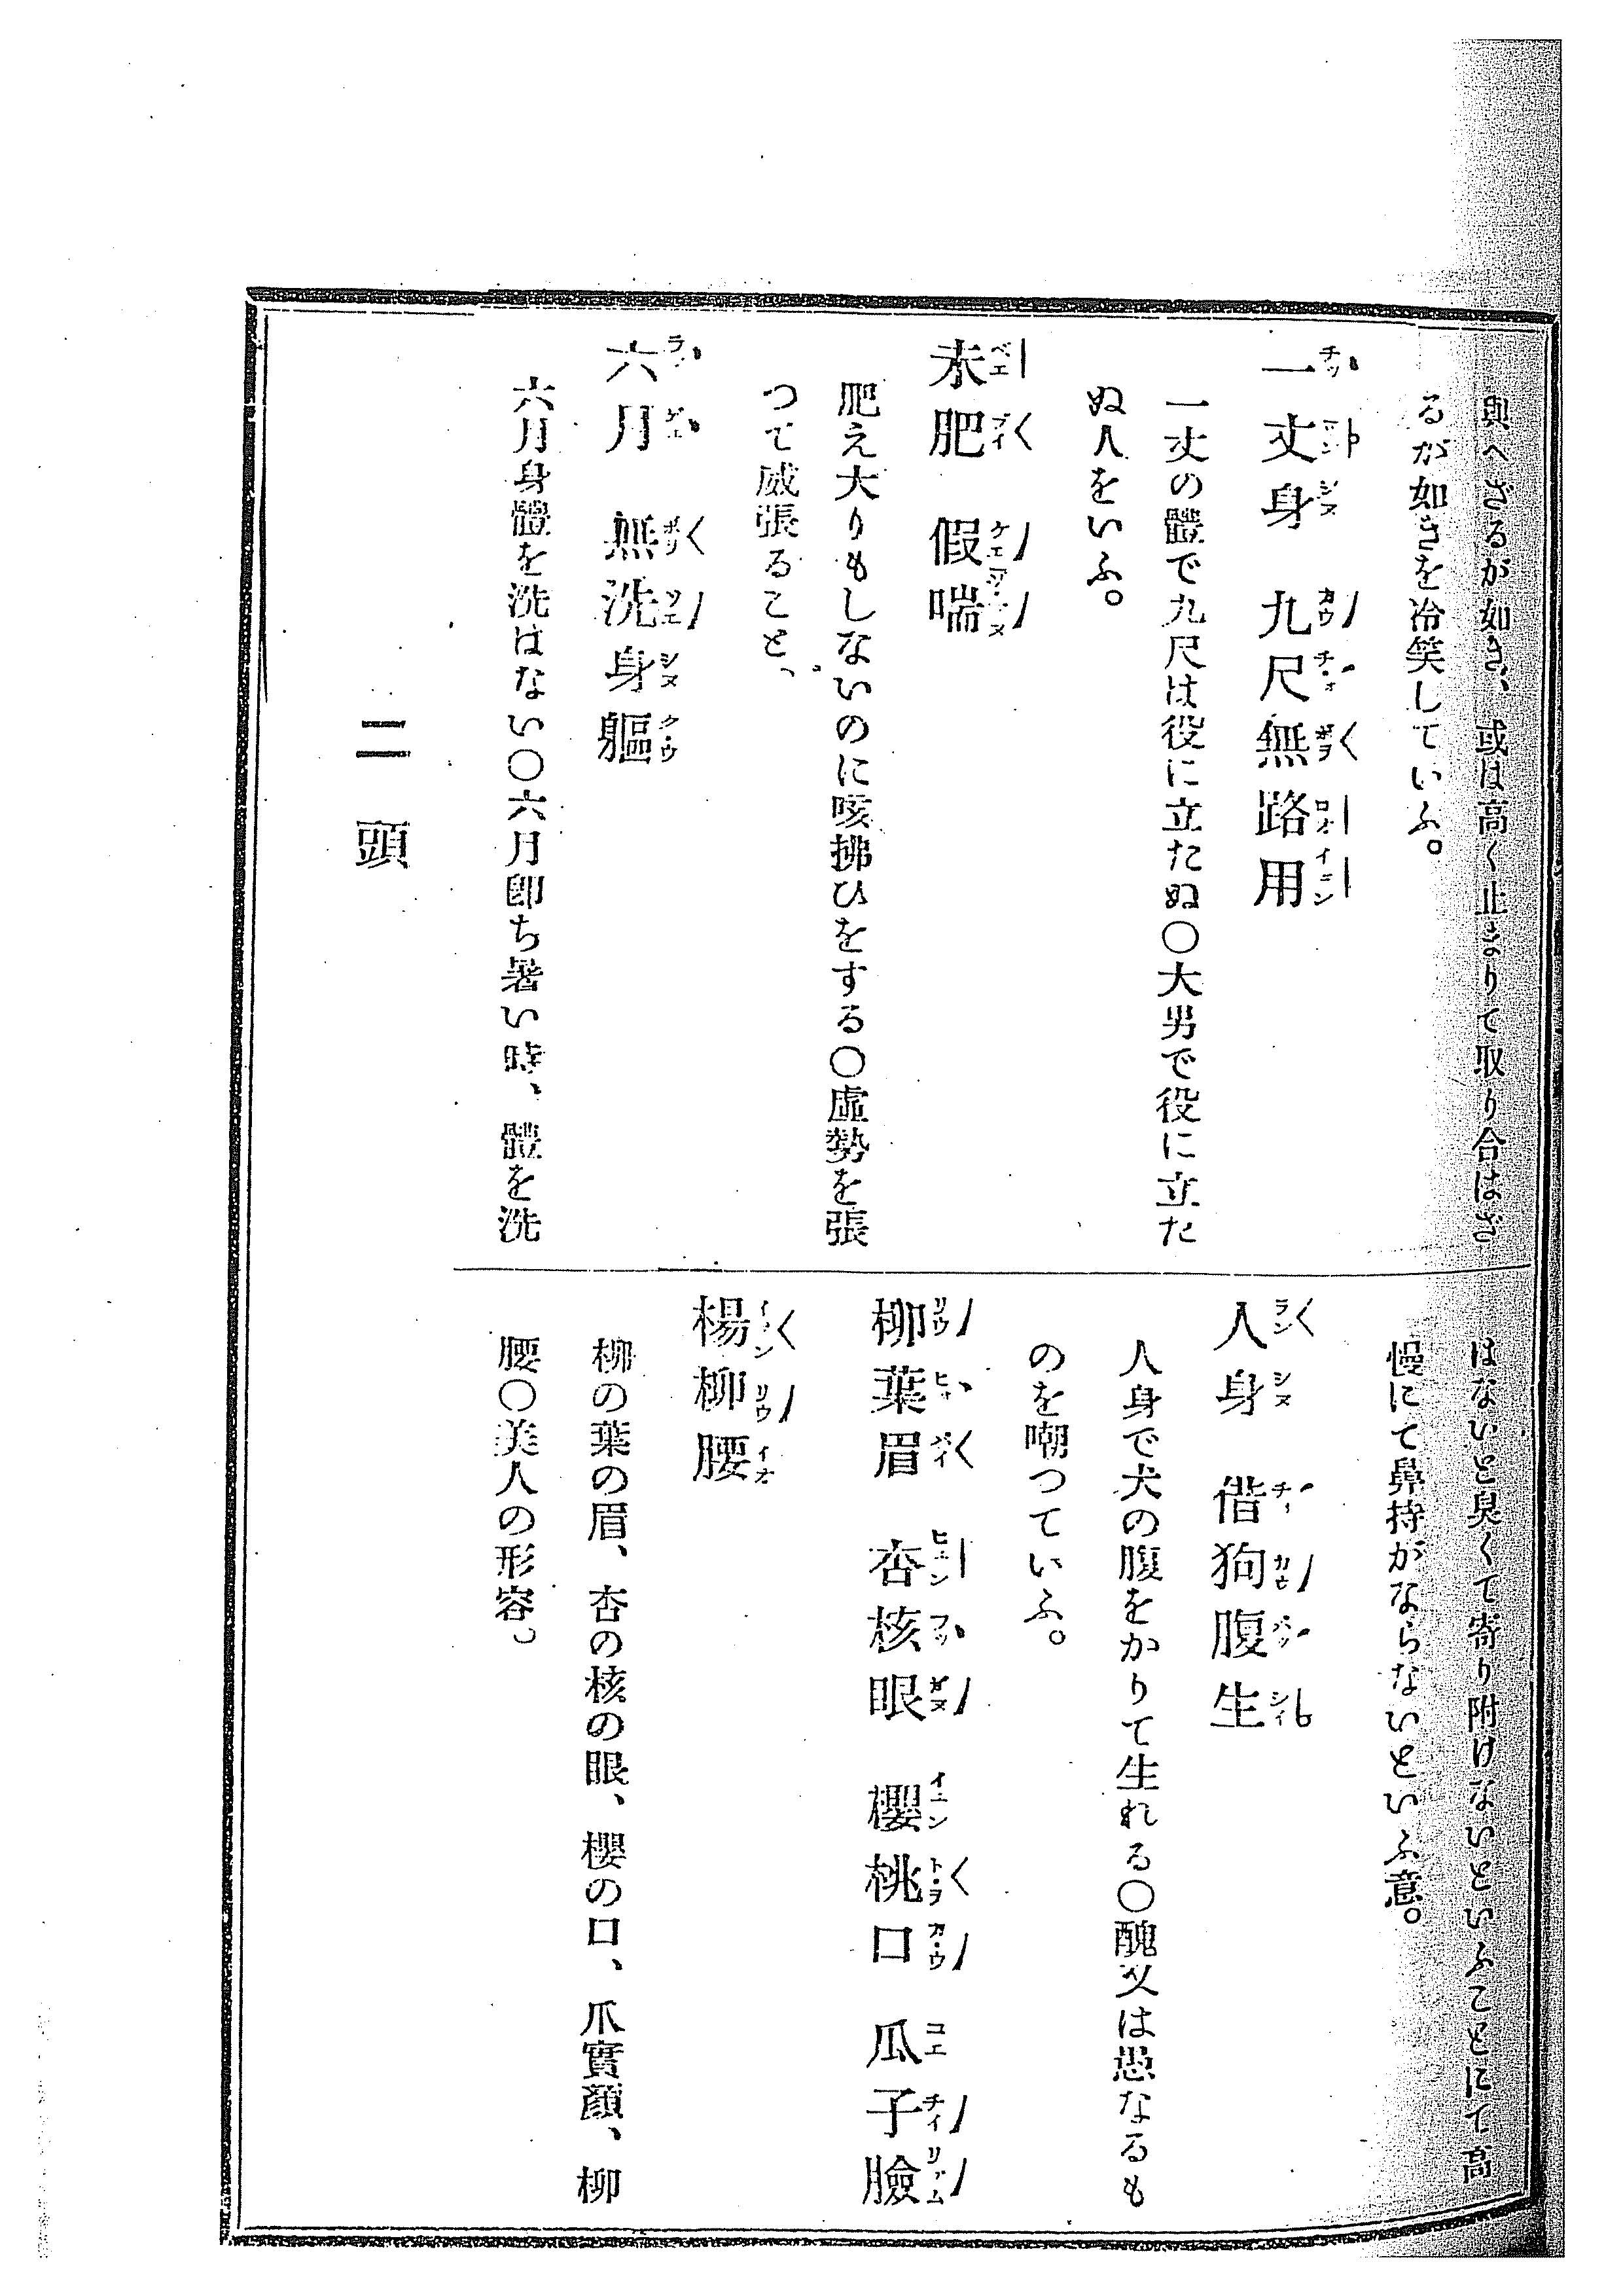 與へざるが如き、或は高く止まりて取り合はざ
るが如きを冷笑していふ。
一丈身 九尺無路用
一丈の體で九尺は役に立たぬ〇大男で役に立た
ぬ人をいふ。
未肥 假喘
肥え太りもしないのに咳拂ひをする〇虛勢を張
つて威張ること、
六月 無洗身軀
六月身體を洗はない〇六月卽ち暑い時、體を洗
はないと臭くて寄り附けないといふことにて高
慢にて鼻持がならないといふ意。
人身 偕狗腹生
人身で犬の腹をかりて生れる〇醜又は愚なるも
のを嘲つていふ。
柳葉眉 杏核眼 櫻桃口 瓜子臉
楊柳腰
柳の葉の眉、杏の核の眼、櫻の口、爪實顏、柳
腰〇美人の形容。
二 頭